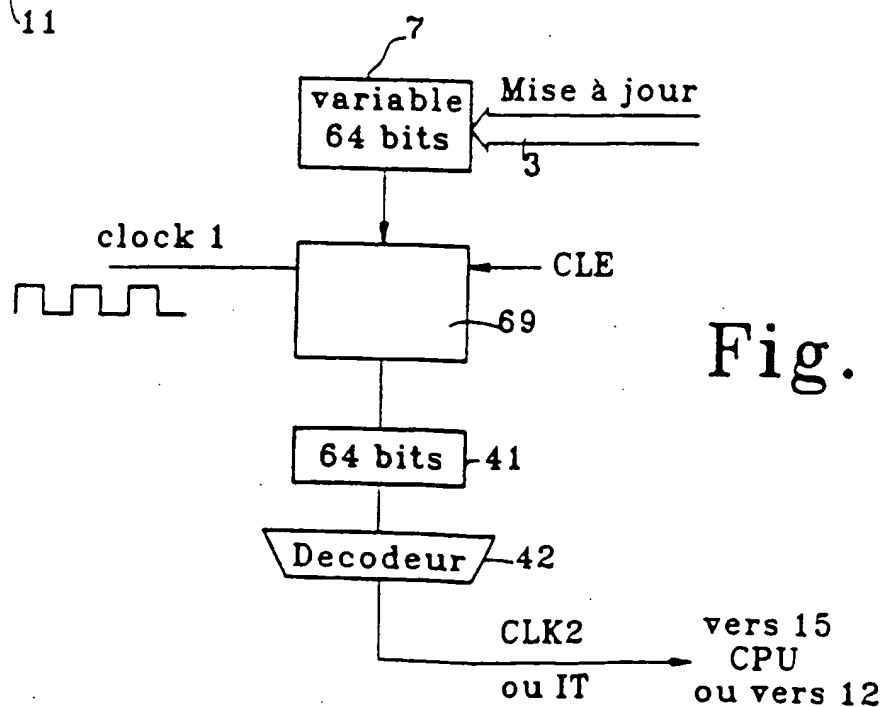 11
7
variable
64 bits
Mise à jour
3
clock 1
CLE
69
Fig.
64 bits
41
Decodeur
42
CLK2
ou IT
vers 15
CPU
ou vers 12